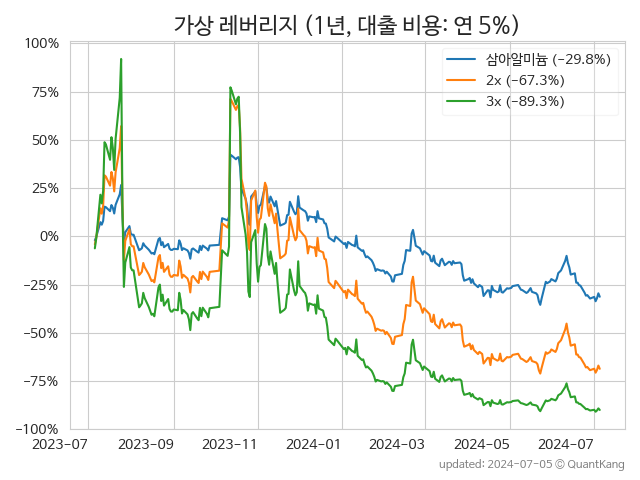 가상 레버리지 (1년, 대출 비용: 연 5%)
100%
75%
50%
25%
0%
−25%
−50%
−75%
−100%
삼아알미늄 (−29.8%)
2x (−67.3%)
3x (−89.3%)
2023-07 2023-09 2023-11 2024-01 2024-03 2024-05 2024-07
updated: 2024-07-05 © QuantKang